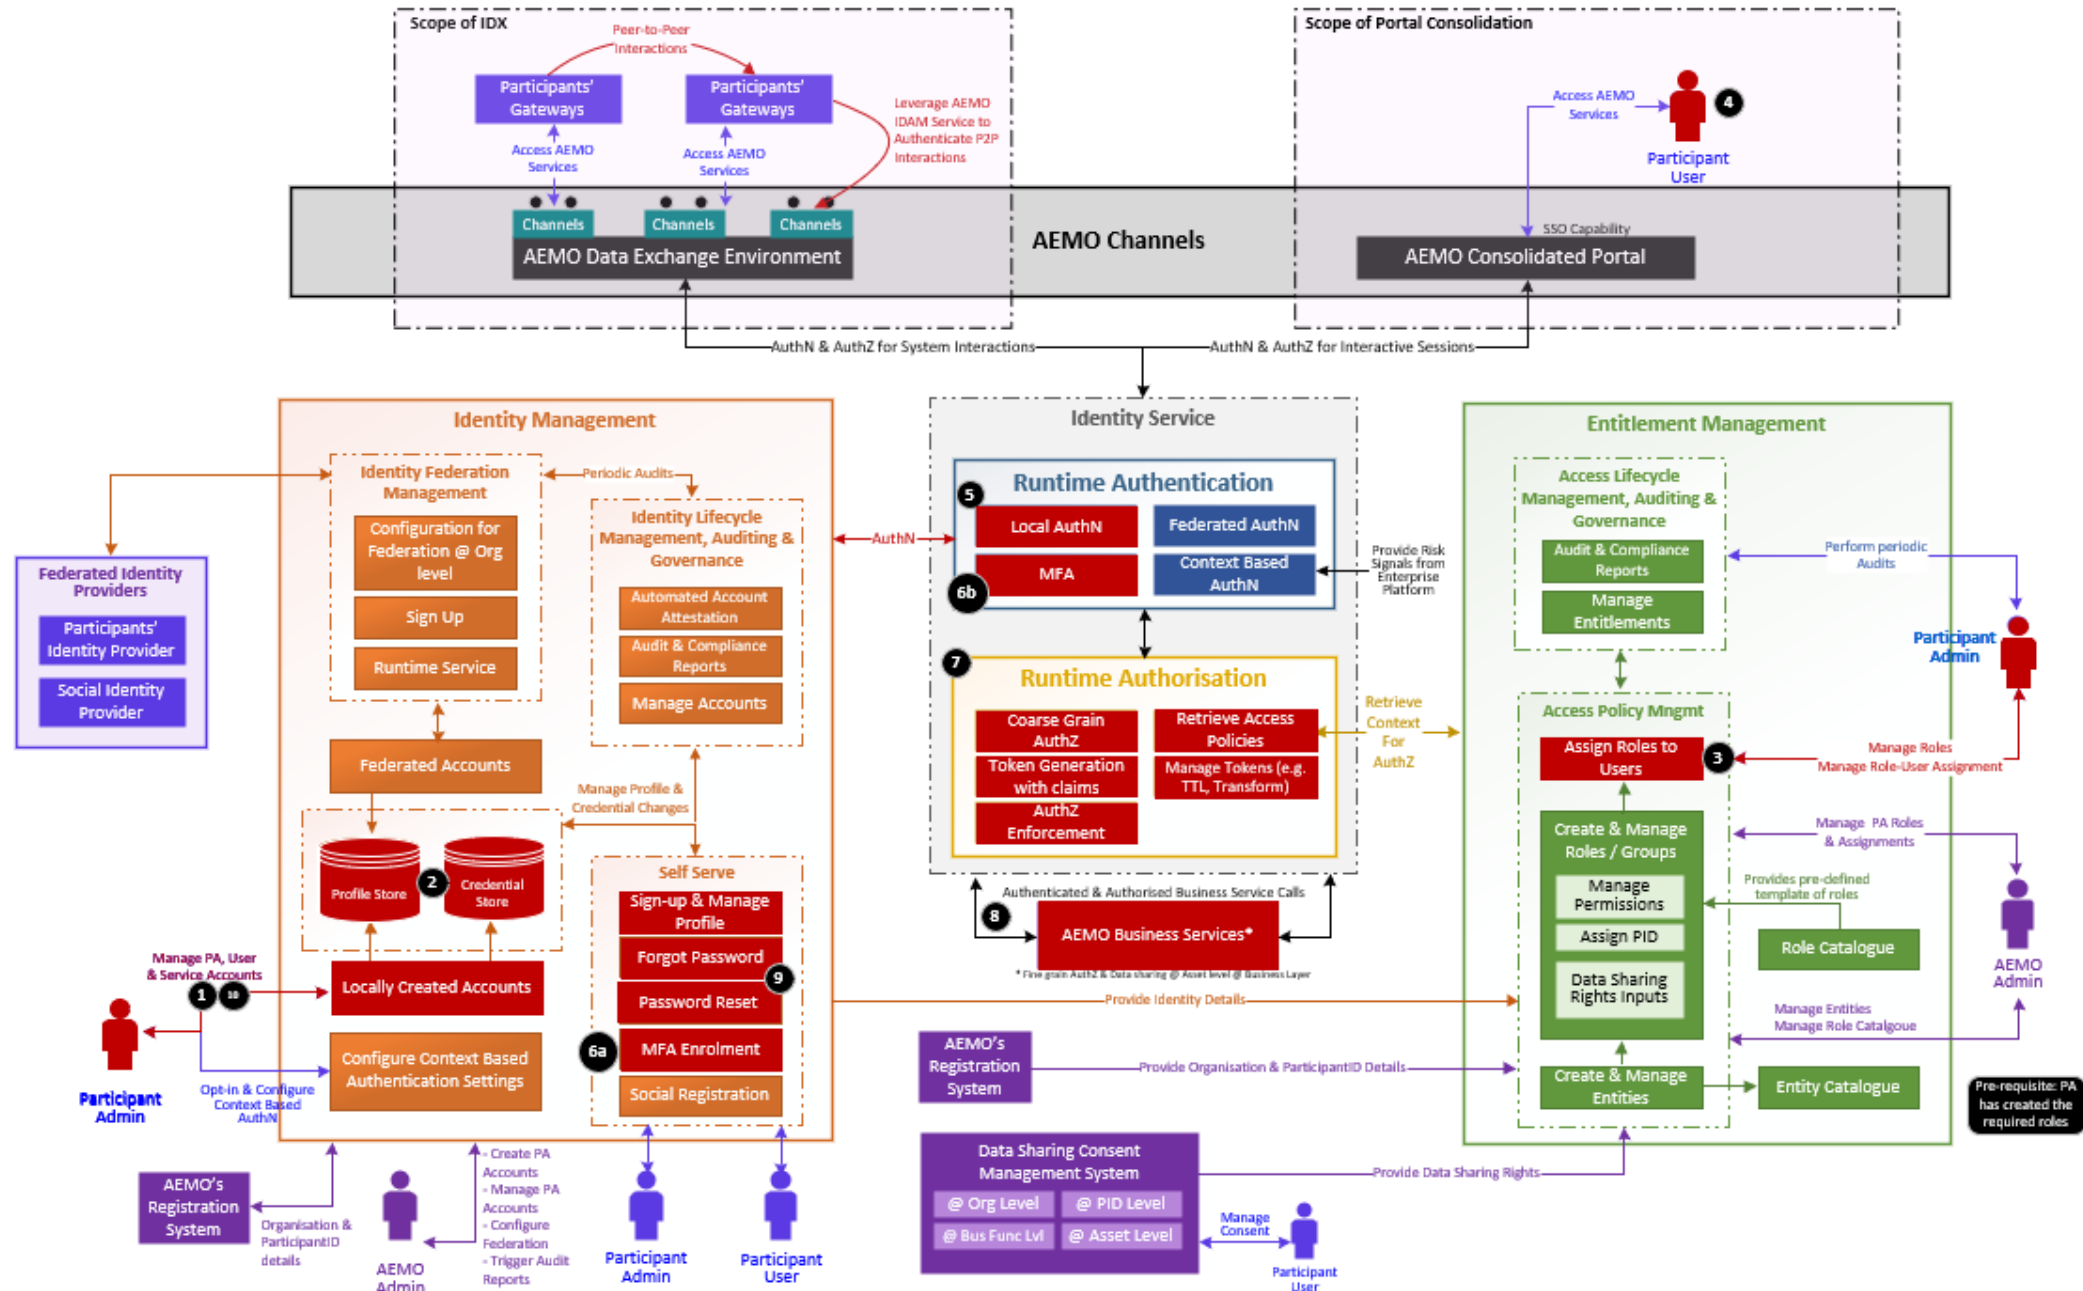 Scope of IDX
Peer-to-Peer
Interactions
Participants'
Gateways
Participants'
Gateways
Leverage AEMO
IDAM Service to
Authenticate P2P
Interactions
Access AEMO
Services
Access AEMO
Services
Channels
Channels
Channels
AEMO Data Exchange Environment
AEMO Channels
Scope of Portal Consolidation
Access AEMO
Services
4
Participant
User
SSO Capability
AEMO Consolidated Portal
AuthN & AuthZ for System Interactions
AuthN & AuthZ for Interactive Sessions
Identity Management
Identity Federation
Management
Configuration for
Federation @ Org
level
Sign Up
Runtime Service
Periodic Audits
Identity Lifecycle
Management, Auditing &
Governance
Automated Account
Attestation
Audit & Compliance
Reports
Manage Accounts
Federated Identity
Providers
Participants'
Identity Provider
Social Identity
Provider
Federated Accounts
Manage Profile &
Credential Changes
Profile Store
2
Credential
Store
Self Serve
Sign-up & Manage
Profile
Forgot Password
9
Password Reset
6a
MFA Enrolment
Social Registration
Manage PA, User
& Service Accounts
1
10
Locally Created Accounts
Participant
Admin
Configure Context Based
Authentication Settings
Opt-in & Configure
Context Based
AuthN
AEMO's
Registration
System
Organisation &
ParticipantID
details
AEMO
Admin
- Create PA
Accounts
- Manage PA
Accounts
- Configure
Federation
- Trigger Audit
Reports
Participant
Admin
Participant
User
Identity Service
Runtime Authentication
5
Local AuthN
Federated AuthN
6b
MFA
Context Based
AuthN
AuthN
Provide Risk
Signals from
Enterprise
Platform
7
Runtime Authorisation
Coarse Grain
AuthZ
Retrieve Access
Policies
Token Generation
with claims
Manage Tokens (e.g.
TTL, Transform)
AuthZ
Enforcement
Retrieve
Context
For
AuthZ
Authenticated & Authorised Business Service Calls
8
AEMO Business Services*
* Fine grain AuthZ & Data sharing @ Asset level @ Business Layer
Provide Identity Details
AEMO's
Registration
System
Provide Organisation & ParticipantID Details
Data Sharing Consent
Management System
@ Org Level
@ PID Level
@ Bus Func Lvl
@ Asset Level
Provide Data Sharing Rights
Manage
Consent
Participant
User
Entitlement Management
Access Lifecycle
Management, Auditing &
Governance
Audit & Compliance
Reports
Manage
Entitlements
Perform periodic
Audits
Participant
Admin
Access Policy Mngmt
Assign Roles to
Users
3
Manage Roles
Manage Role-User Assignment
Create & Manage
Roles / Groups
Manage PA Roles
& Assignments
Manage
Permissions
Assign PID
Data Sharing
Rights Inputs
Provides pre-defined
template of roles
Role Catalogue
AEMO
Admin
Manage Entities
Manage Role Catalgoue
Create & Manage
Entities
Entity Catalogue
Pre-requisite: PA
has created the
required roles